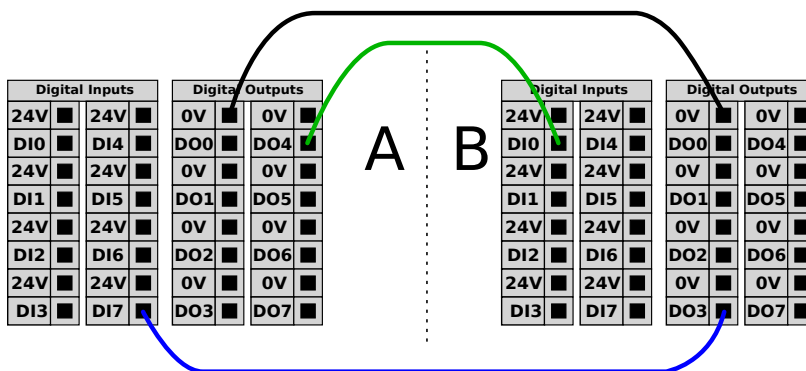 Digital Inputs Digital Outputs Digital Inputs Digital Outputs
24V 24V 0V 0V 24V 24V 0V 0V
DI0 DI4 DO0 DO4 A B DI0 DI4 DO0 DO4
24V 24V 0V 0V 24V 24V 0V 0V
DI1 DI5 DO1 DO5 DI1 DI5 DO1 DO5
24V 24V 0V 0V 24V 24V 0V 0V
DI2 DI6 DO2 DO6 DI2 DI6 DO2 DO6
24V 24V 0V 0V 24V 24V 0V 0V
DI3 DI7 DO3 DO7 DI3 DI7 DO3 DO7